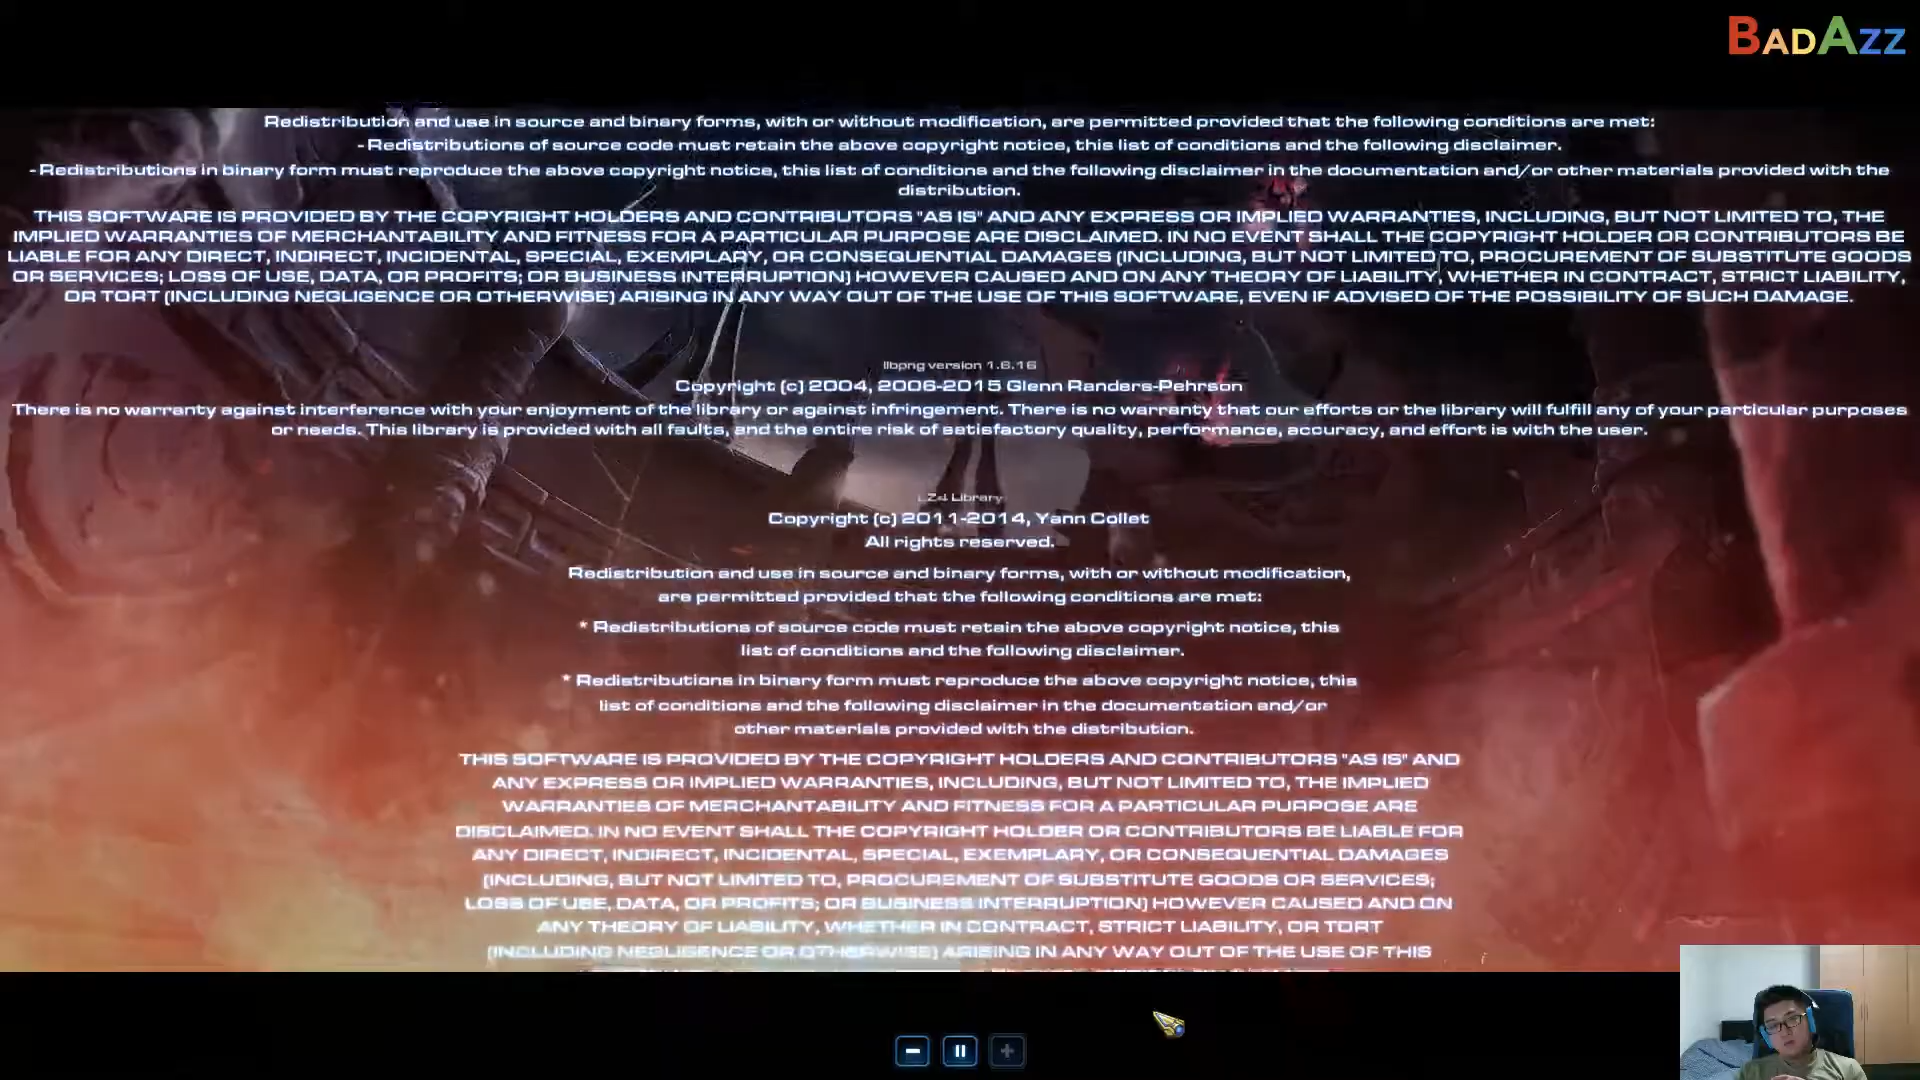 BADAZZ
Redistribution and use in source and binary forms, with or without modification, are permitted provided that the following conditions are met:
- Redistributions of source code must retain the above copyright notice, this list of conditions and the following disclaimer.
- Redistributions in binary form must reproduce the above copyright notice, this list of conditions and the following disclaimer in the documentation and/or other materials provided with the
distribution.
THIS SOFTWARE IS PROVIDED BY THE COPYRIGHT HOLDERS AND CONTRIBUTORS "AS IS" AND ANY EXPRESS OR IMPLIED WARRANTIES, INCLUDING, BUT NOT LIMITED TO, THE
IMPLIED WARRANTIES OF MERCHANTABILITY AND FITNESS FOR A PARTICULAR PURPOSE ARE DISCLAIMED. IN NO EVENT SHALL THE COPYRIGHT HOLDER OR CONTRIBUTORS BE
LIABLE FOR ANY DIRECT, INDIRECT, INCIDENTAL, SPECIAL, EXEMPLARY, OR CONSEQUENTIAL DAMAGES (INCLUDING, BUT NOT LIMITED TO, PROCUREMENT OF SUBSTITUTE GOODS
OR SERVICES; LOSS OF USE, DATA, OR PROFITS; OR BUSINESS INTERRUPTION) HOWEVER CAUSED AND ON ANY THEORY OF LIABILITY, WHETHER IN CONTRACT, STRICT LIABILITY,
OR TORT (INCLUDING NEGLIGENCE OR OTHERWISE) ARISING IN ANY WAY OUT OF THE USE OF THIS SOFTWARE, EVEN IF ADVISED OF THE POSSIBILITY OF SUCH DAMAGE.
libpng version 1.6.16
Copyright (c) 2004, 2006-2015 Glenn Randers-Pehrson
There is no warranty against interference with your enjoyment of the library or against infringement. There is no warranty that our efforts or the library will fulfill any of your particular purposes
or needs. This library is provided with all faults, and the entire risk of satisfactory quality, performance, accuracy, and effort is with the user.
LZ4 Library
Copyright (c) 2011-2014, Yann Collet
All rights reserved.
Redistribution and use in source and binary forms, with or without modification,
are permitted provided that the following conditions are met:
* Redistributions of source code must retain the above copyright notice, this
list of conditions and the following disclaimer.
* Redistributions in binary form must reproduce the above copyright notice, this
list of conditions and the following disclaimer in the documentation and/or
other materials provided with the distribution.
THIS SOFTWARE IS PROVIDED BY THE COPYRIGHT HOLDERS AND CONTRIBUTORS "AS IS" AND
ANY EXPRESS OR IMPLIED WARRANTIES, INCLUDING, BUT NOT LIMITED TO, THE IMPLIED
WARRANTIES OF MERCHANTABILITY AND FITNESS FOR A PARTICULAR PURPOSE ARE
DISCLAIMED. IN NO EVENT SHALL THE COPYRIGHT HOLDER OR CONTRIBUTORS BE LIABLE FOR
ANY DIRECT, INDIRECT, INCIDENTAL, SPECIAL, EXEMPLARY, OR CONSEQUENTIAL DAMAGES
(INCLUDING, BUT NOT LIMITED TO, PROCUREMENT OF SUBSTITUTE GOODS OR SERVICES;
LOSS OF USE, DATA, OR PROFITS; OR BUSINESS INTERRUPTION) HOWEVER CAUSED AND ON
ANY THEORY OF LIABILITY, WHETHER IN CONTRACT, STRICT LIABILITY, OR TORT
(INCLUDING NEGLIGENCE OR OTHERWISE) ARISING IN ANY WAY OUT OF THE USE OF THIS